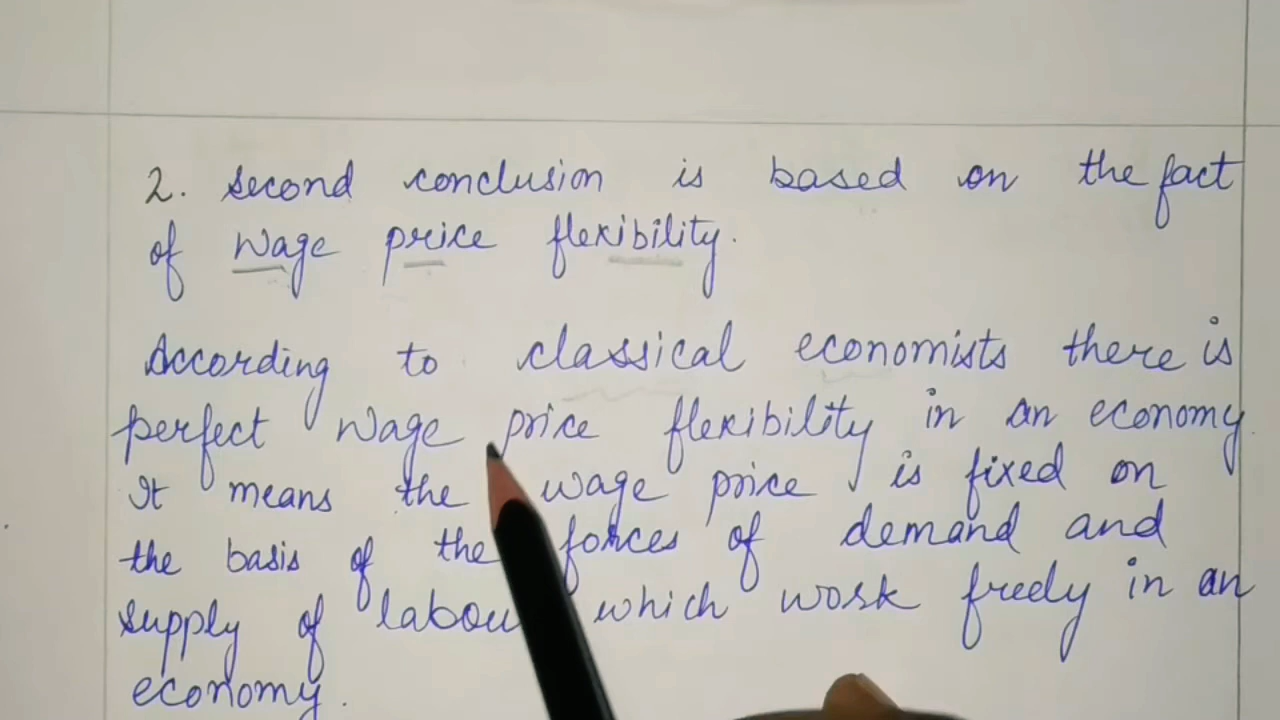 2. second conclusion is based on the fact
of wage price flexibility.
According to classical economists there is
perfect wage price flexibility in an economy.
It means the wage price is fixed on
the basis of the forces of demand and
supply of labour which work freely in an
economy.